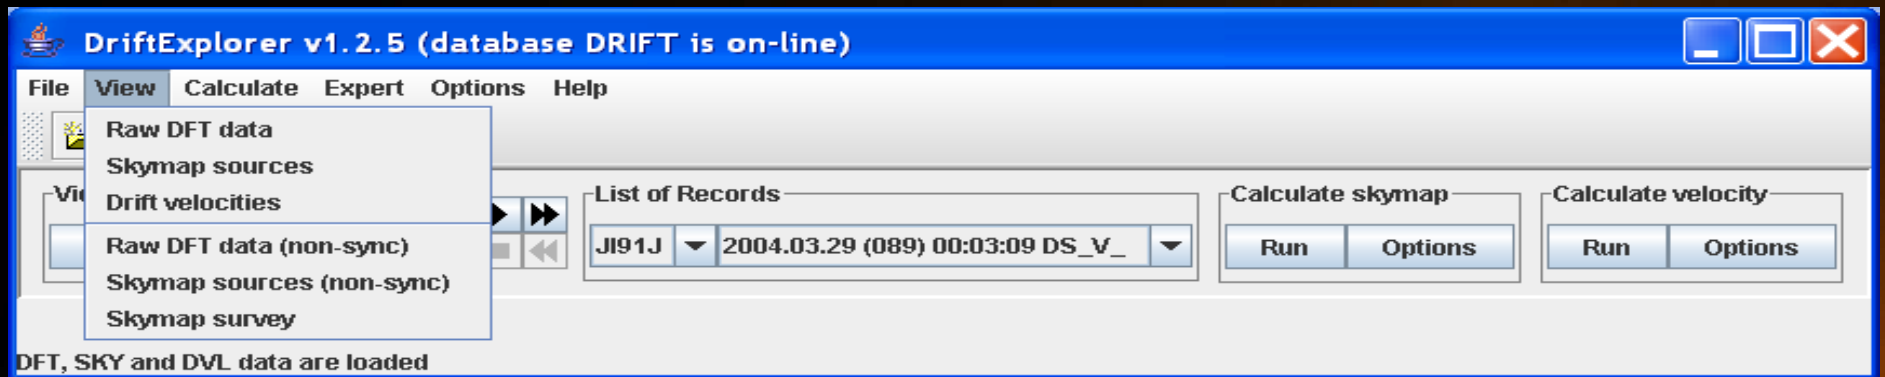 DriftExplorer v1.2.5 (database DRIFT is on-line)
File View Calculate Expert Options Help
Raw DFT data
Skymap sources
Drift velocities
Raw DFT data (non-sync)
Skymap sources (non-sync)
Skymap survey
List of Records
JI91J 2004.03.29 (089) 00:03:09 DS_V_
Calculate skymap
Run Options
Calculate velocity
Run Options
DFT, SKY and DVL data are loaded